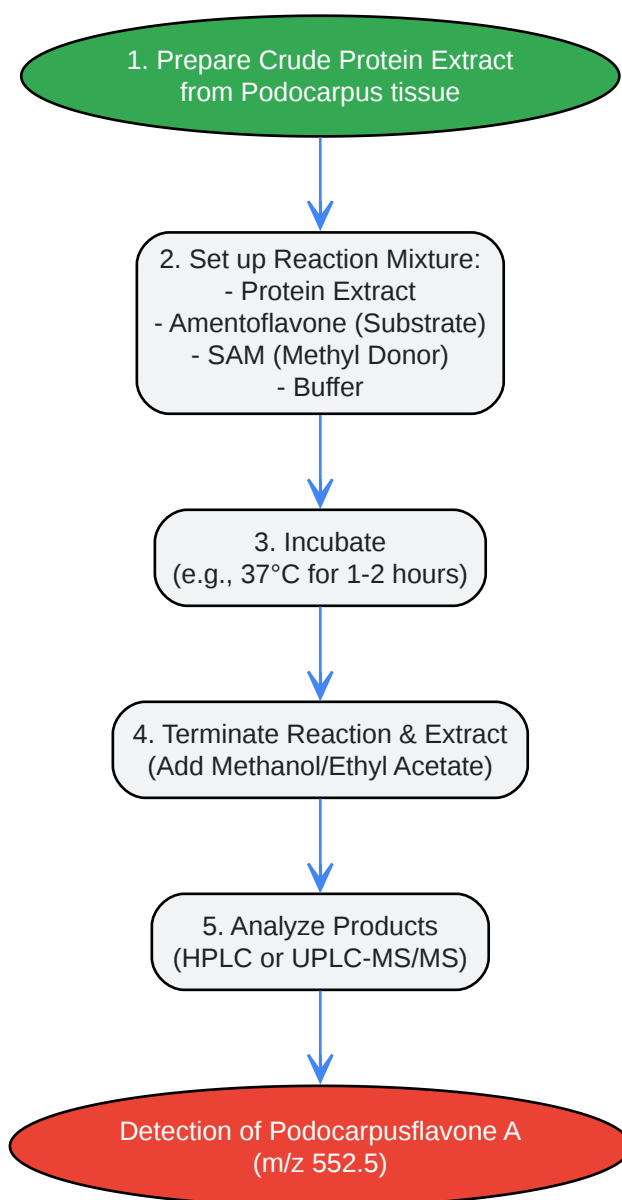 1. Prepare Crude Protein Extract
from Podocarpus tissue
2. Set up Reaction Mixture:
- Protein Extract
- Amentoflavone (Substrate)
- SAM (Methyl Donor)
- Buffer
3. Incubate
(e.g., 37°C for 1-2 hours)
4. Terminate Reaction & Extract
(Add Methanol/Ethyl Acetate)
5. Analyze Products
(HPLC or UPLC-MS/MS)
Detection of Podocarpusflavone A
(m/z 552.5)